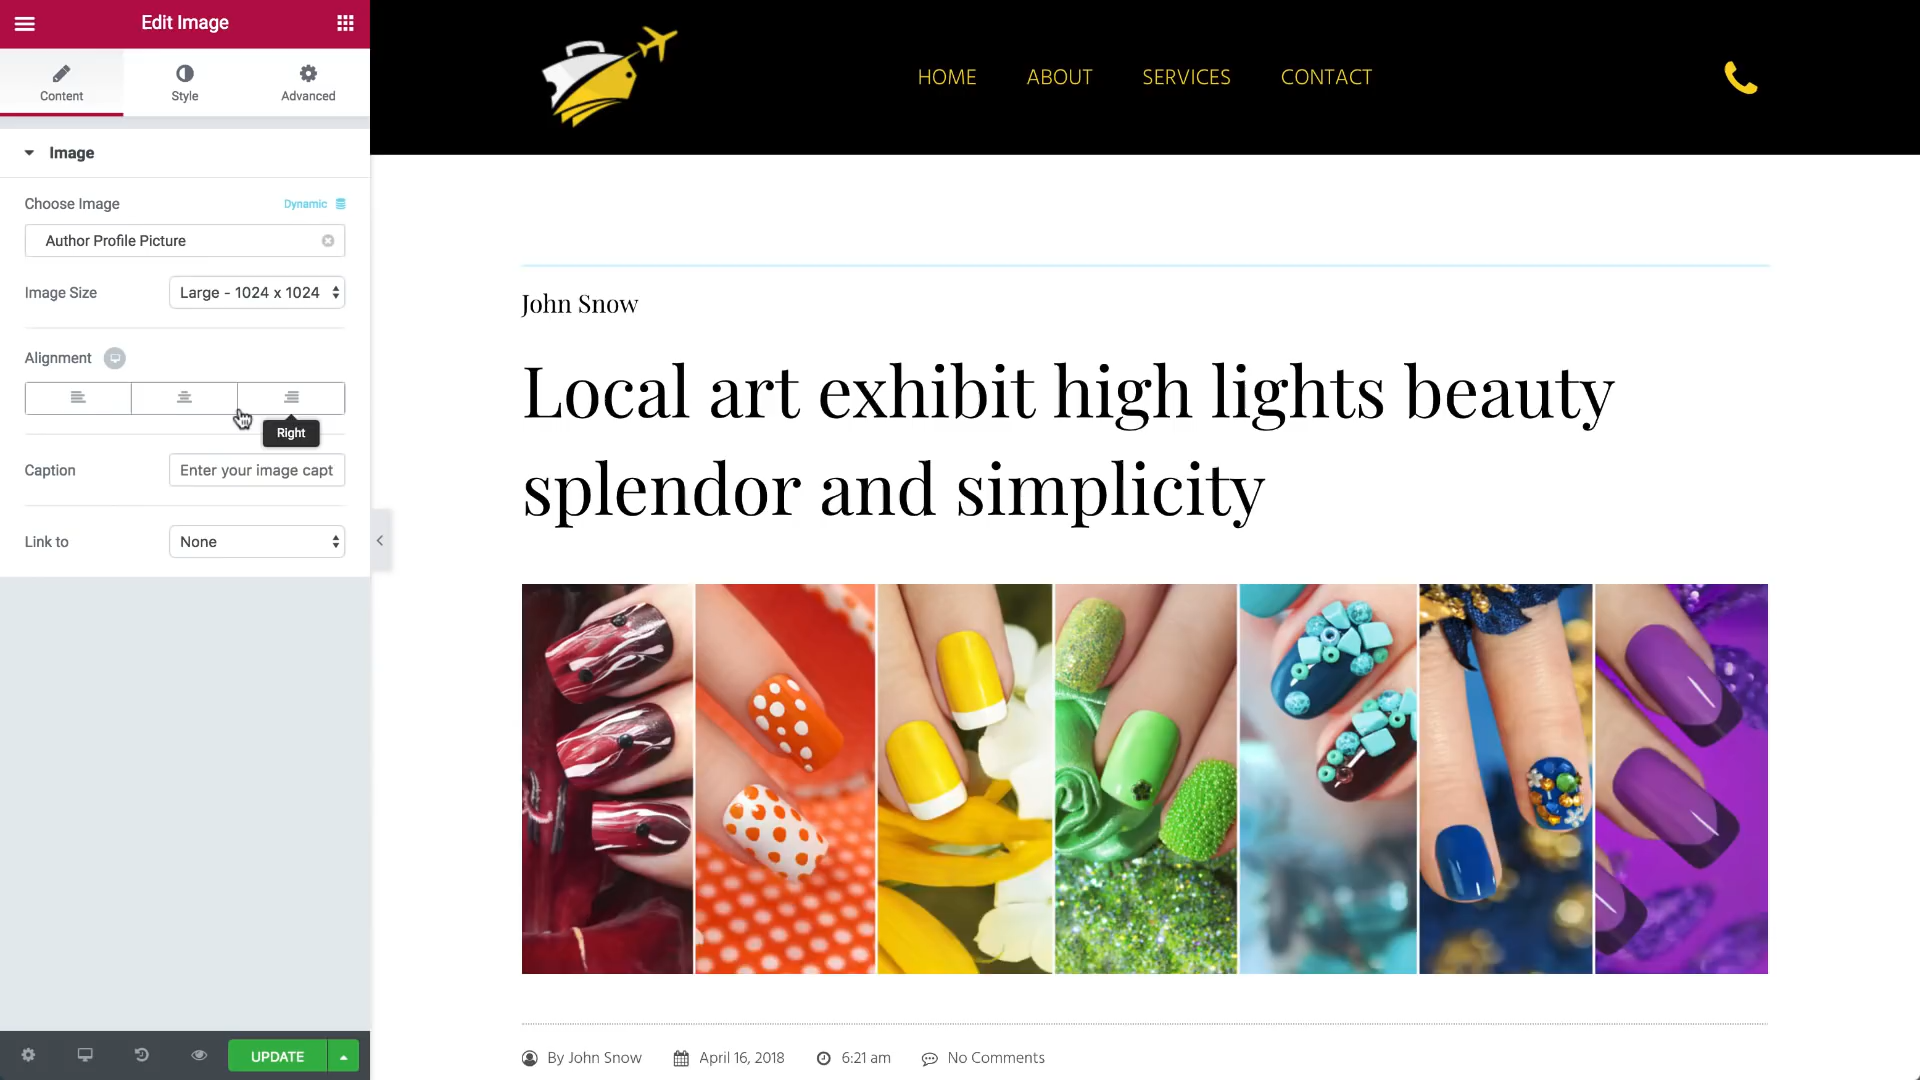 Edit Image
Content
Style
Advanced
Image
Choose Image
Dynamic
Author Profile Picture
Image Size
Large - 1024 x 1024
Alignment
Right
Caption
Enter your image capt
Link to
None
UPDATE
HOME
ABOUT
SERVICES
CONTACT
John Snow
Local art exhibit high lights beauty
splendor and simplicity
By John Snow
April 16, 2018
6:21 am
No Comments